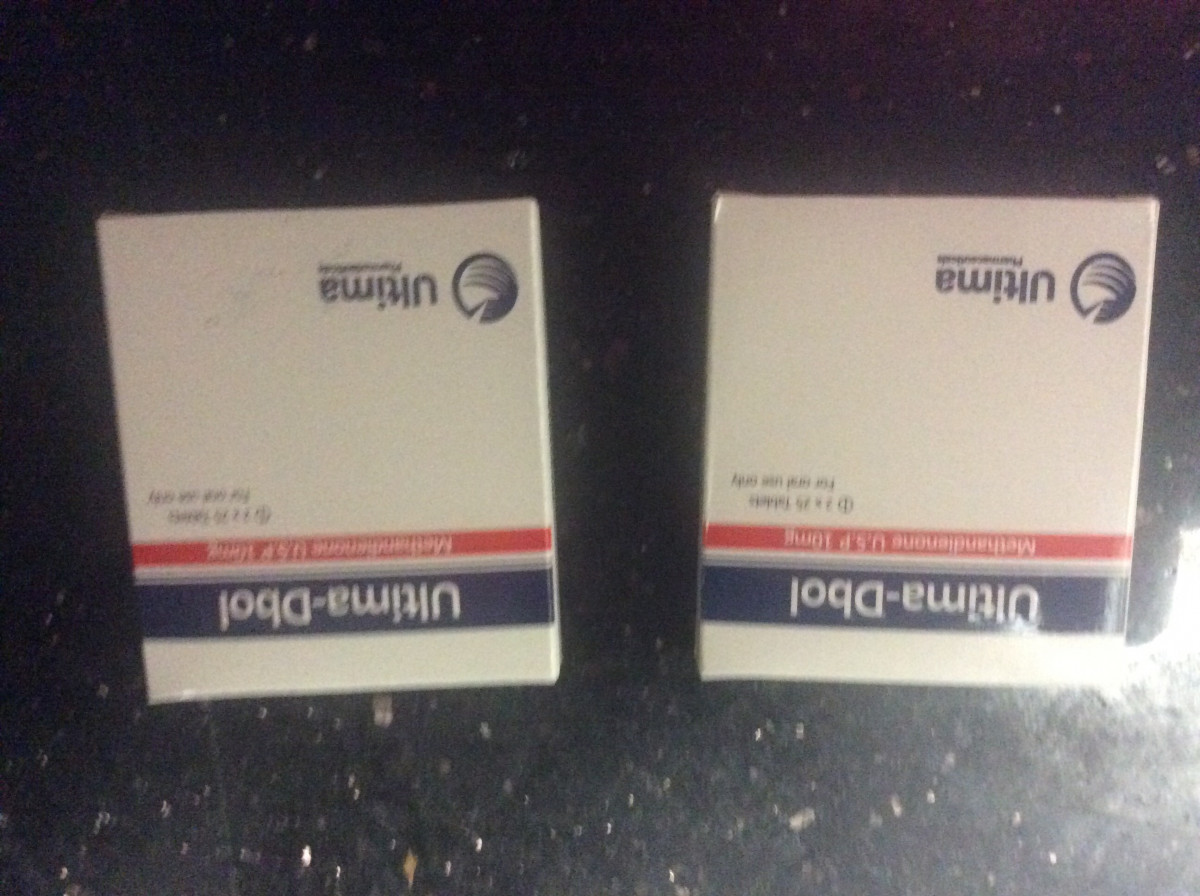 Ultima-Dbol
Methandienone U.S.P 10mg
2 x 25 Tablets
For oral use only
Ultima
Pharmaceuticals
Ultima-Dbol
Methandienone U.S.P 10mg
2 x 25 Tablets
For oral use only
Ultima
Pharmaceuticals